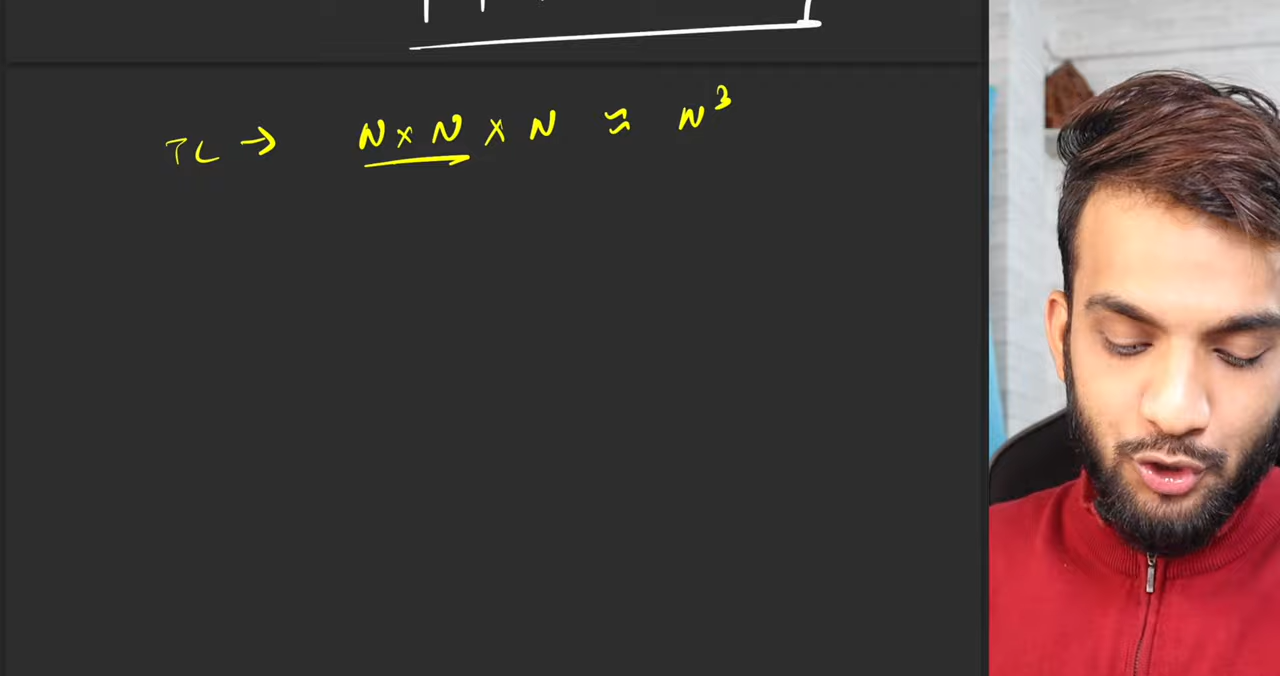 TC → N x N x N ≈ N³